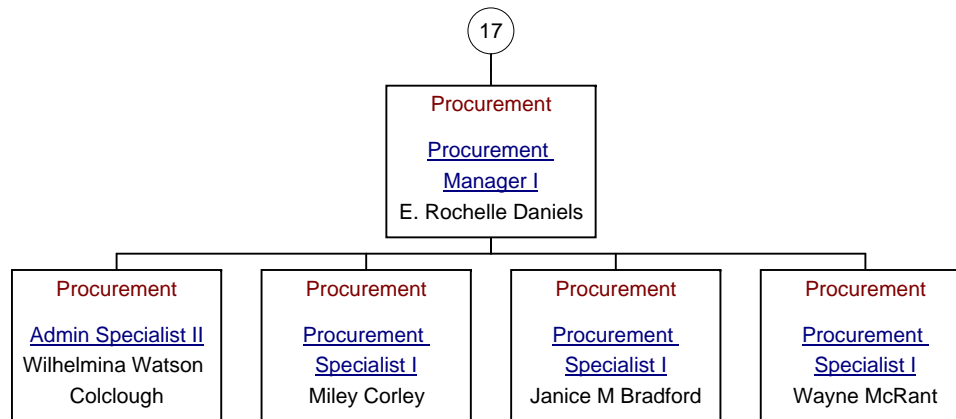 17
Procurement
Procurement
Manager I
E. Rochelle Daniels
Procurement
Admin Specialist II
Wilhelmina Watson
Colclough
Procurement
Procurement
Specialist I
Miley Corley
Procurement
Procurement
Specialist I
Janice M Bradford
Procurement
Procurement
Specialist I
Wayne McRant